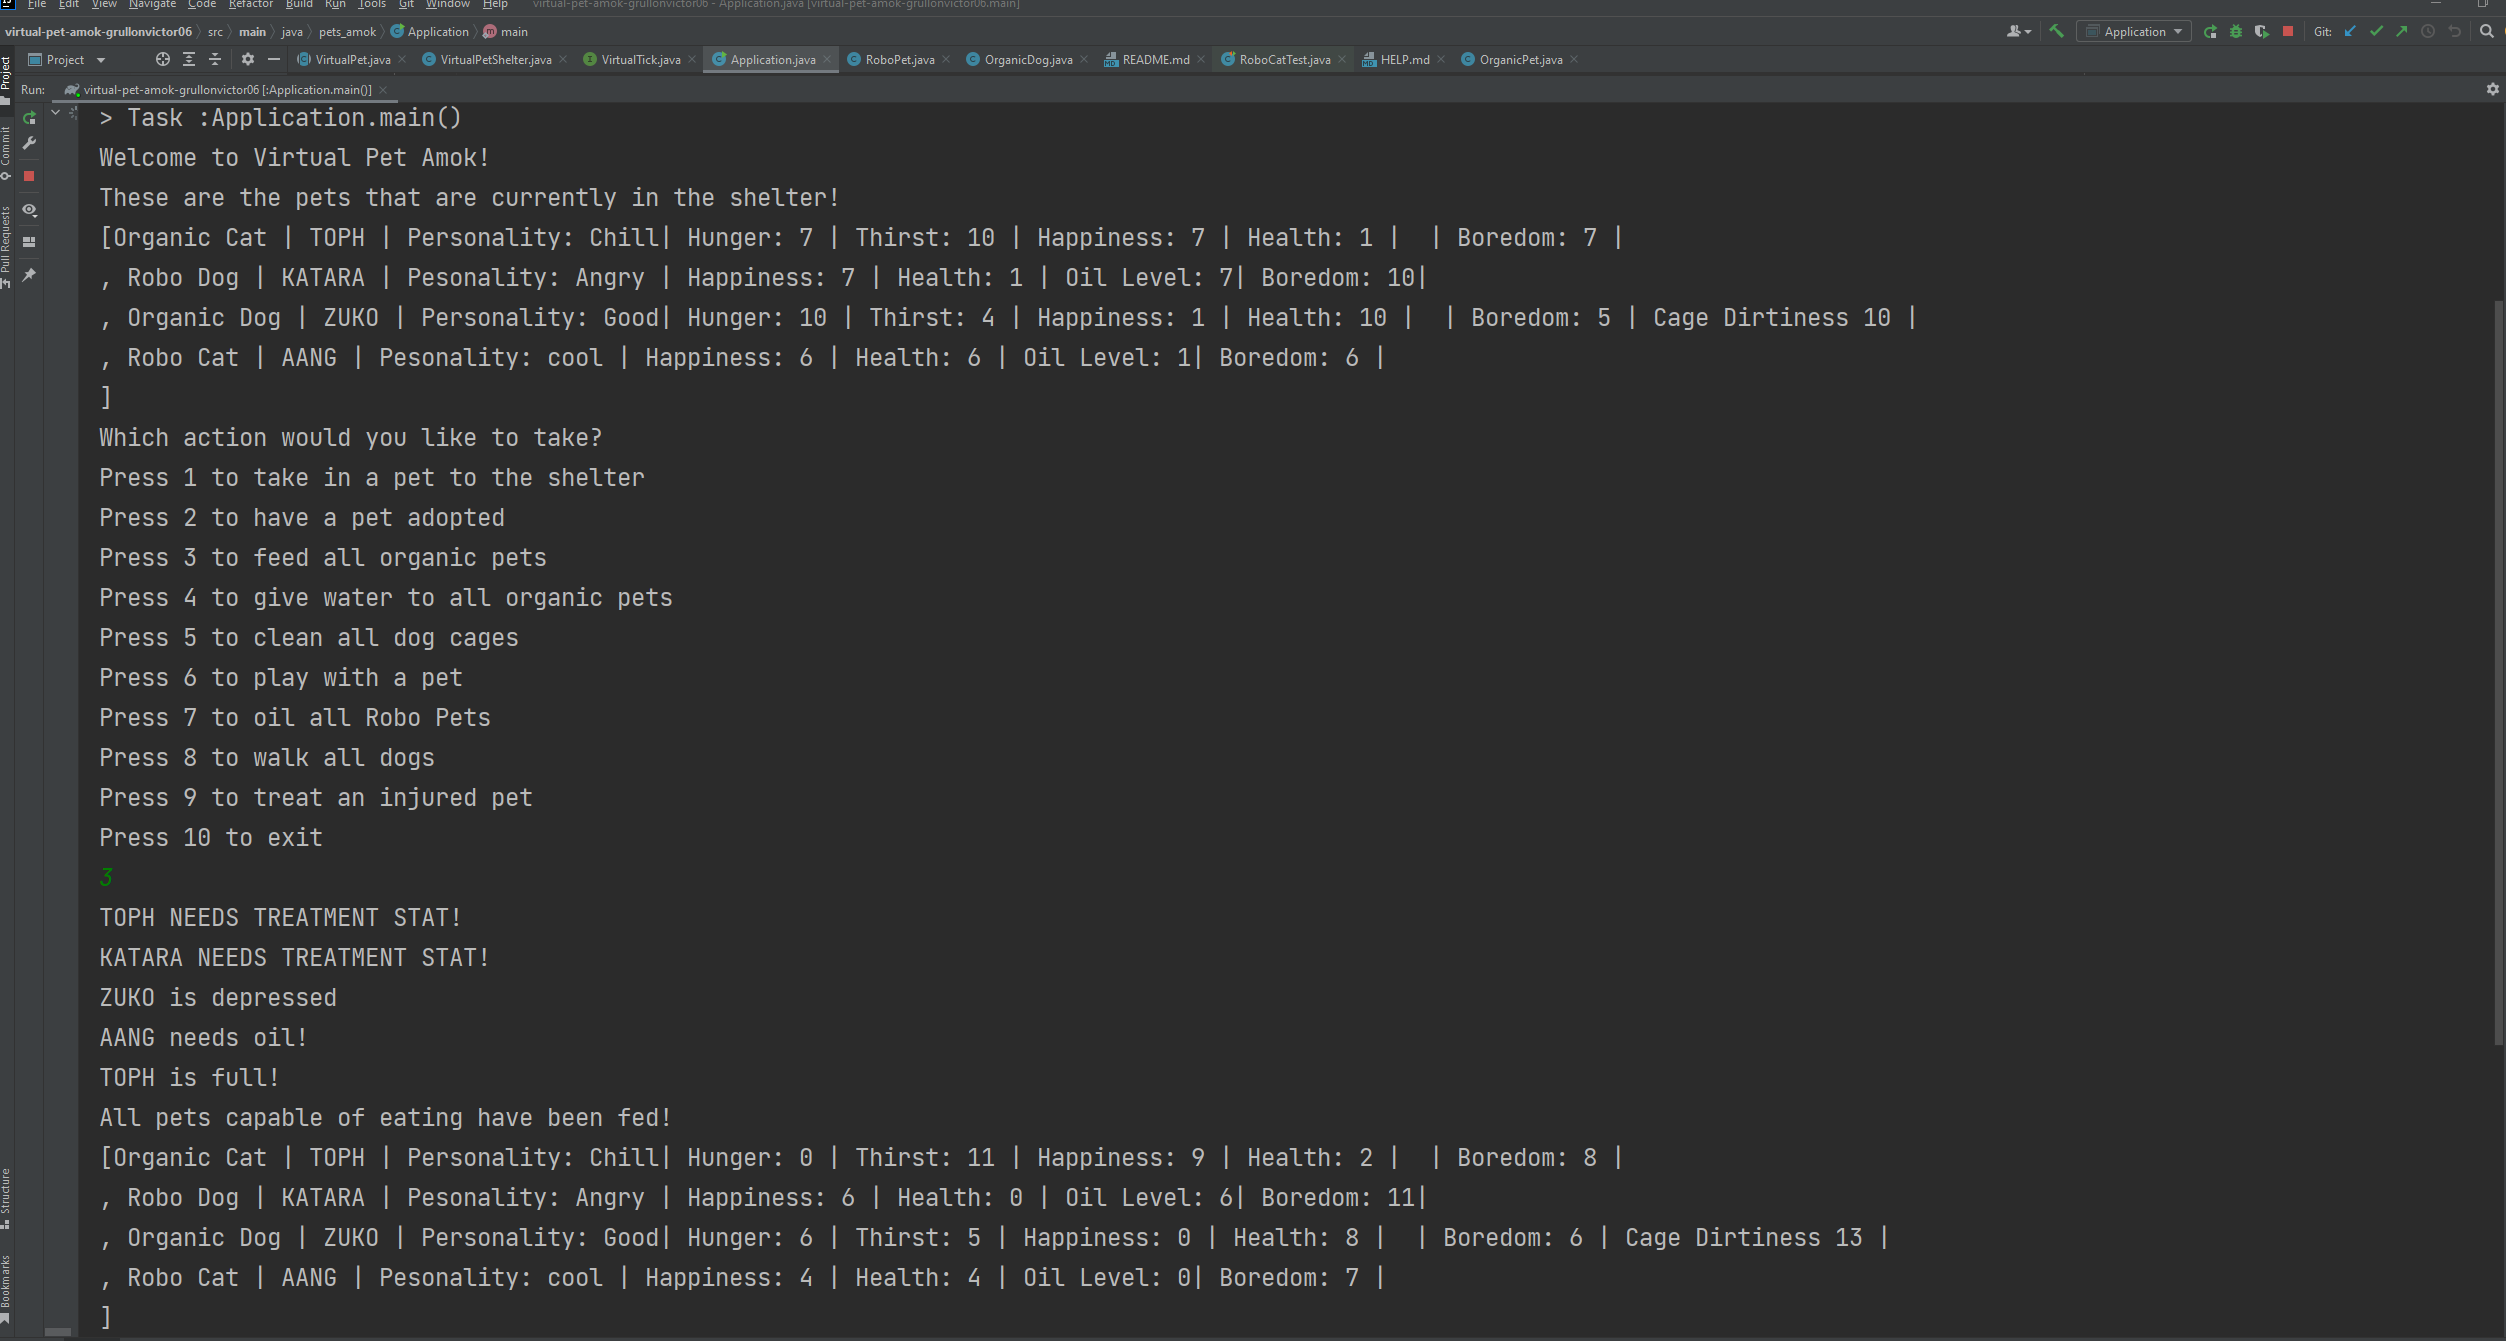 File Edit View Navigate Code Refactor Build Run Tools Git Window Help virtual-pet-amok-grullonvictor06 - Application.java [virtual-pet-amok-grullonvictor06.main]
virtual-pet-amok-grullonvictor06 src main java pets_amok Application main Application Git:
Project VirtualPet.java VirtualPetShelter.java VirtualTick.java Application.java RoboPet.java OrganicDog.java README.md RoboCatTest.java HELP.md OrganicPet.java
Run: virtual-pet-amok-grullonvictor06 [:Application.main()]
Project
Commit
Pull Requests
Structure
Bookmarks
> Task :Application.main()
Welcome to Virtual Pet Amok!
These are the pets that are currently in the shelter!
[Organic Cat | TOPH | Personality: Chill| Hunger: 7 | Thirst: 10 | Happiness: 7 | Health: 1 |  | Boredom: 7 |
, Robo Dog | KATARA | Pesonality: Angry | Happiness: 7 | Health: 1 | Oil Level: 7| Boredom: 10|
, Organic Dog | ZUKO | Personality: Good| Hunger: 10 | Thirst: 4 | Happiness: 1 | Health: 10 |  | Boredom: 5 | Cage Dirtiness 10 |
, Robo Cat | AANG | Pesonality: cool | Happiness: 6 | Health: 6 | Oil Level: 1| Boredom: 6 |
]
Which action would you like to take?
Press 1 to take in a pet to the shelter
Press 2 to have a pet adopted
Press 3 to feed all organic pets
Press 4 to give water to all organic pets
Press 5 to clean all dog cages
Press 6 to play with a pet
Press 7 to oil all Robo Pets
Press 8 to walk all dogs
Press 9 to treat an injured pet
Press 10 to exit
3
TOPH NEEDS TREATMENT STAT!
KATARA NEEDS TREATMENT STAT!
ZUKO is depressed
AANG needs oil!
TOPH is full!
All pets capable of eating have been fed!
[Organic Cat | TOPH | Personality: Chill| Hunger: 0 | Thirst: 11 | Happiness: 9 | Health: 2 |  | Boredom: 8 |
, Robo Dog | KATARA | Pesonality: Angry | Happiness: 6 | Health: 0 | Oil Level: 6| Boredom: 11|
, Organic Dog | ZUKO | Personality: Good| Hunger: 6 | Thirst: 5 | Happiness: 0 | Health: 8 |  | Boredom: 6 | Cage Dirtiness 13 |
, Robo Cat | AANG | Pesonality: cool | Happiness: 4 | Health: 4 | Oil Level: 0| Boredom: 7 |
]